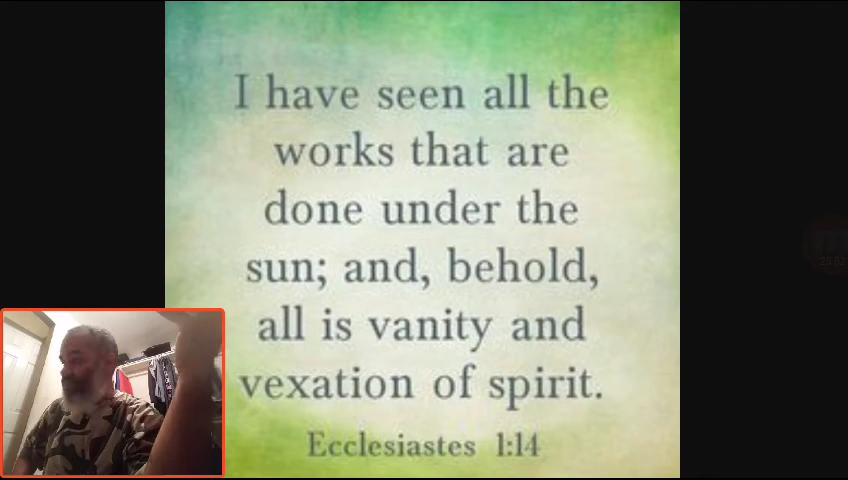 I have seen all the
works that are
done under the
sun; and, behold,
all is vanity and
vexation of spirit.
Ecclesiastes 1:14